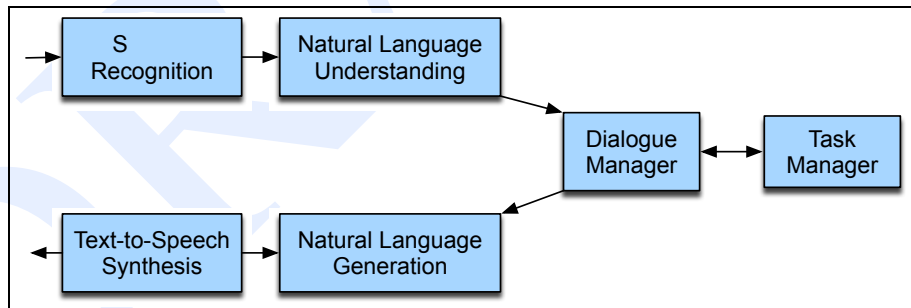 S
Recognition
Natural Language
Understanding
Dialogue
Manager
Task
Manager
Text-to-Speech
Synthesis
Natural Language
Generation